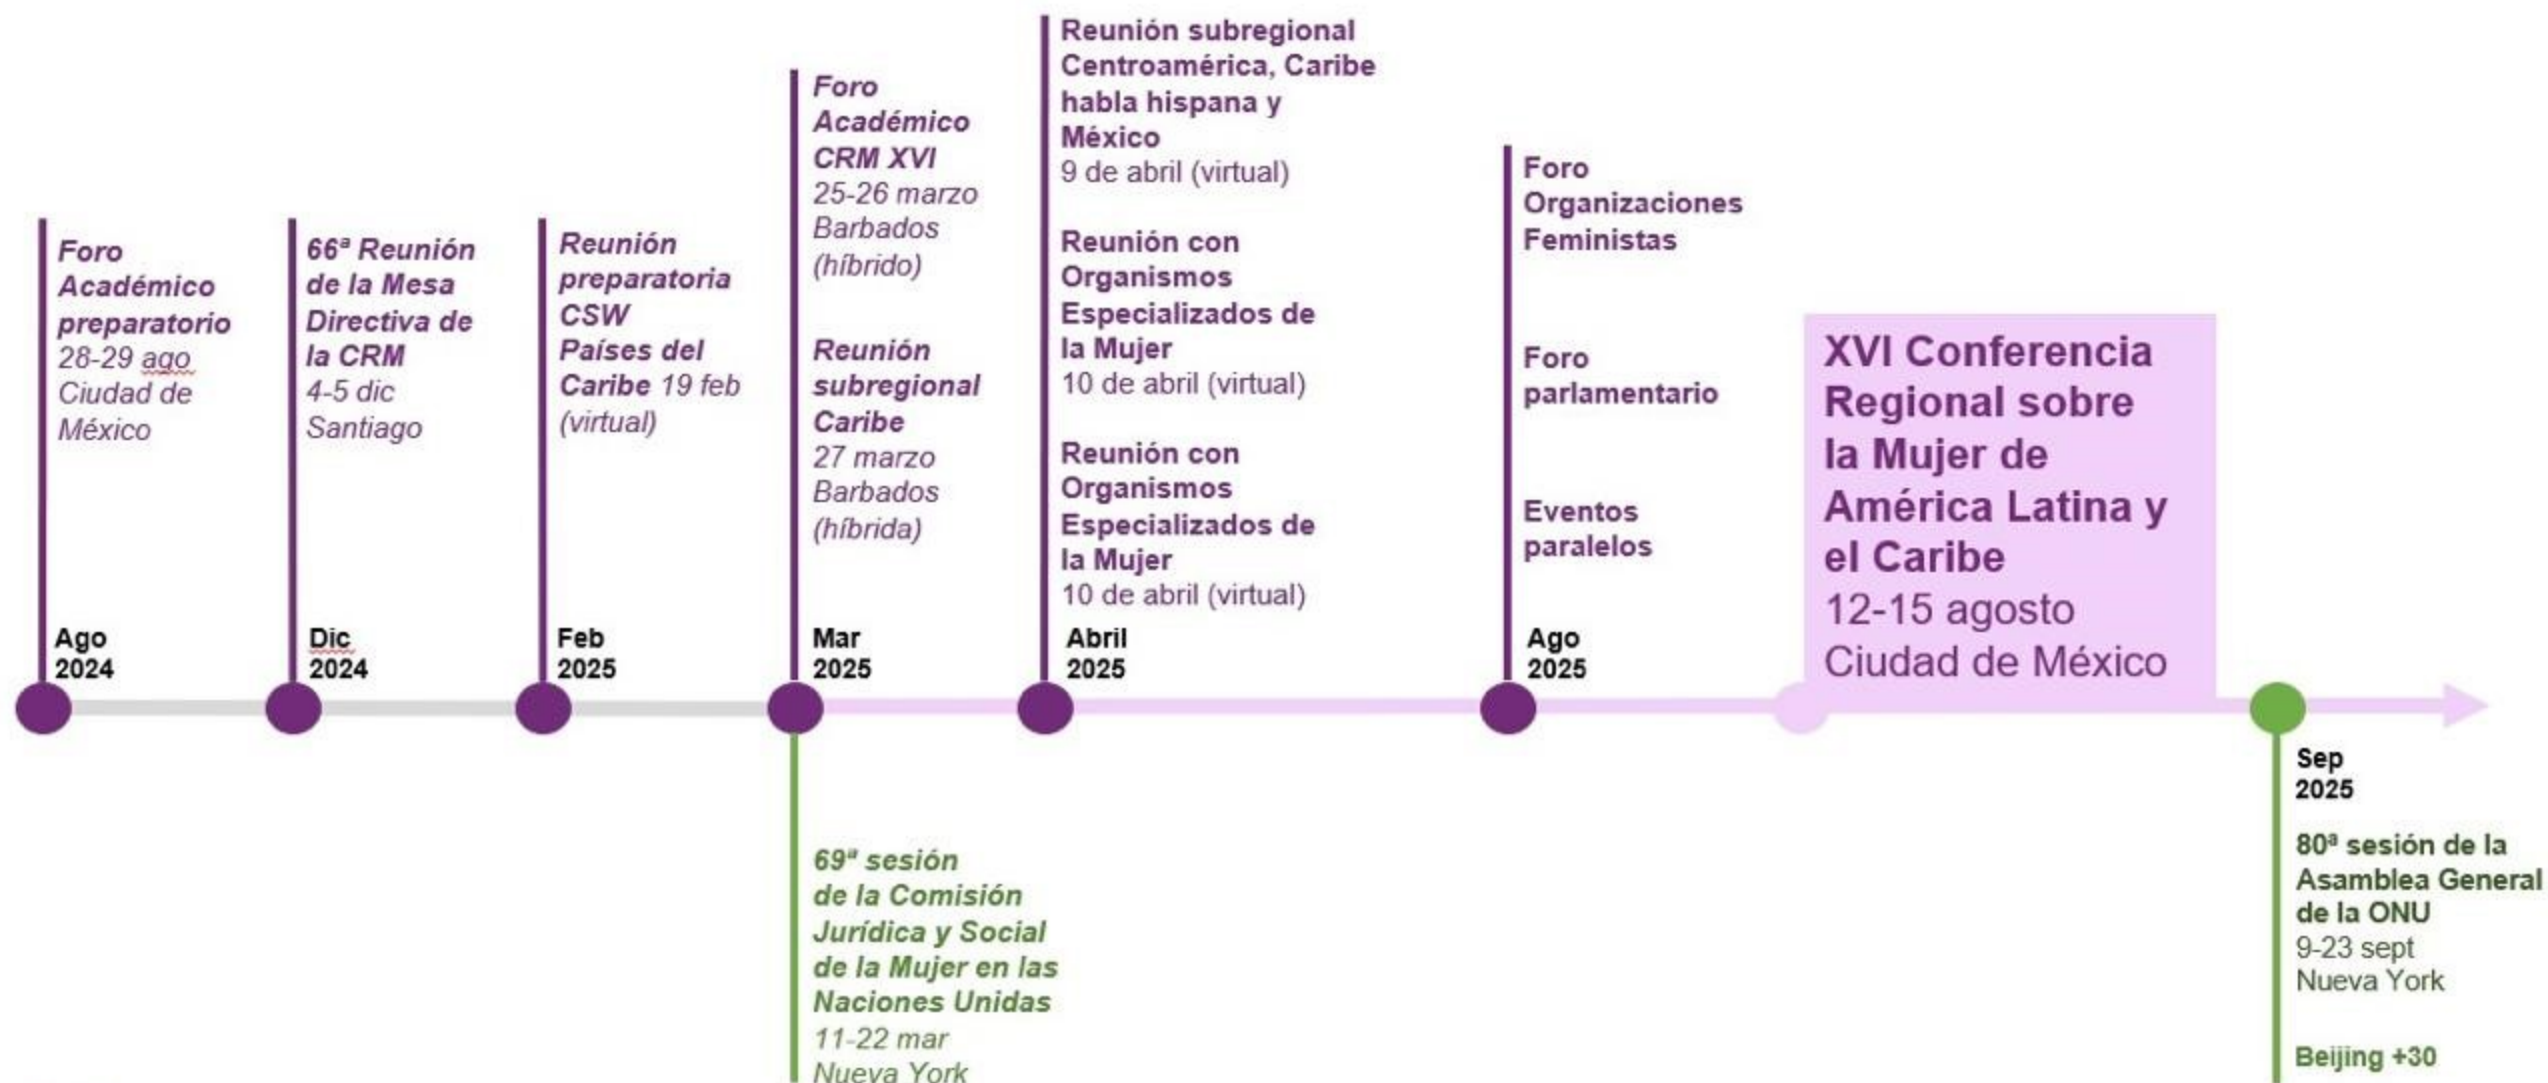 Foro
Académico
preparatorio
28-29 ago
Ciudad de
México
Ago
2024
66ª Reunión
de la Mesa
Directiva de
la CRM
4-5 dic
Santiago
Dic
2024
Reunión
preparatoria
CSW
Países del
Caribe 19 feb
(virtual)
Feb
2025
Foro
Académico
CRM XVI
25-26 marzo
Barbados
(híbrido)
Reunión
subregional
Caribe
27 marzo
Barbados
(híbrida)
Mar
2025
69ª sesión
de la Comisión
Jurídica y Social
de la Mujer en las
Naciones Unidas
11-22 mar
Nueva York
Reunión subregional
Centroamérica, Caribe
habla hispana y
México
9 de abril (virtual)
Reunión con
Organismos
Especializados de
la Mujer
10 de abril (virtual)
Reunión con
Organismos
Especializados de
la Mujer
10 de abril (virtual)
Abril
2025
Foro
Organizaciones
Feministas
Foro
parlamentario
Eventos
paralelos
Ago
2025
XVI Conferencia
Regional sobre
la Mujer de
América Latina y
el Caribe
12-15 agosto
Ciudad de México
Sep
2025
80ª sesión de la
Asamblea General
de la ONU
9-23 sept
Nueva York
Beijing +30